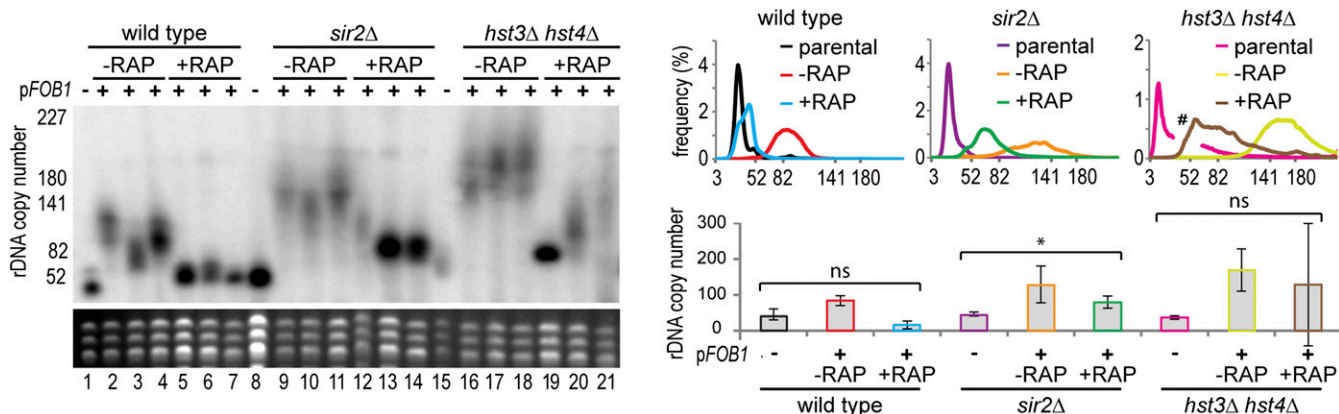 wild type sir2Δ hst3Δ hst4Δ
-RAP +RAP -RAP +RAP -RAP +RAP
pFOB1 - + + + + + + - + + + + + + - + + + + + +
rDNA copy number
227
180
141
82
52
1 2 3 4 5 6 7 8 9 10 11 12 13 14 15 16 17 18 19 20 21
wild type sir2Δ hst3Δ hst4Δ
frequency (%)
4
2
0
parental
-RAP
+RAP
3 52 82 141 180
4
2
0
parental
-RAP
+RAP
3 52 82 141 180
2
1
0
parental
-RAP
+RAP
#
3 52 82 141 180
rDNA copy number
300
200
100
0
ns * ns
pFOB1 - + + - + + - + +
-RAP +RAP -RAP +RAP -RAP +RAP
wild type sir2Δ hst3Δ hst4Δ